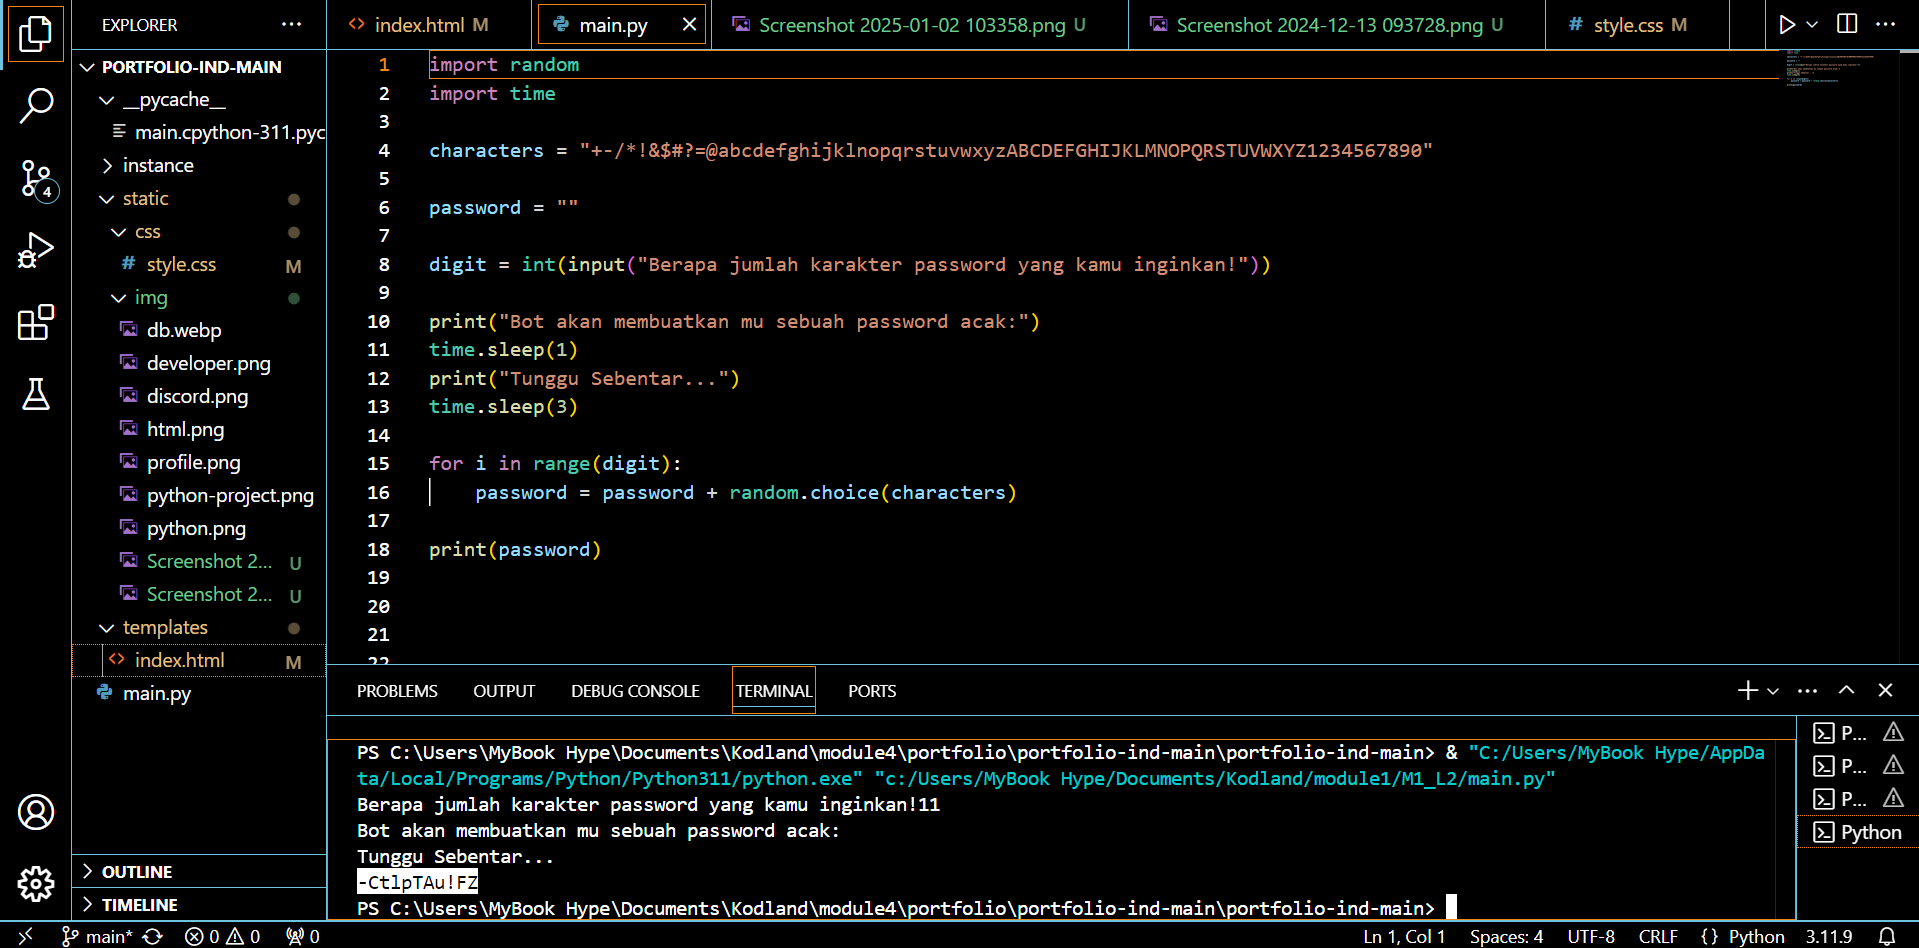 EXPLORER
PORTFOLIO-IND-MAIN
__pycache__
main.cpython-311.pyc
instance
static
css
# style.css M
img
db.webp
developer.png
discord.png
html.png
profile.png
python-project.png
python.png
Screenshot 2... U
Screenshot 2... U
templates
<> index.html M
main.py
OUTLINE
TIMELINE
4
<> index.html M
main.py
Screenshot 2025-01-02 103358.png U
Screenshot 2024-12-13 093728.png U
# style.css M
1 import random
2 import time
3
4 characters = "+-/*!&$#?=@abcdefghijklnopqrstuvwxyzABCDEFGHIJKLMNOPQRSTUVWXYZ1234567890"
5
6 password = ""
7
8 digit = int(input("Berapa jumlah karakter password yang kamu inginkan!"))
9
10 print("Bot akan membuatkan mu sebuah password acak:")
11 time.sleep(1)
12 print("Tunggu Sebentar...")
13 time.sleep(3)
14
15 for i in range(digit):
16     password = password + random.choice(characters)
17
18 print(password)
19
20
21
22
PROBLEMS OUTPUT DEBUG CONSOLE TERMINAL PORTS
PS C:\Users\MyBook Hype\Documents\Kodland\module4\portfolio\portfolio-ind-main\portfolio-ind-main> & "C:/Users/MyBook Hype/AppDa
ta/Local/Programs/Python/Python311/python.exe" "c:/Users/MyBook Hype/Documents/Kodland/module1/M1_L2/main.py"
Berapa jumlah karakter password yang kamu inginkan!11
Bot akan membuatkan mu sebuah password acak:
Tunggu Sebentar...
-CtlpTAu!FZ
PS C:\Users\MyBook Hype\Documents\Kodland\module4\portfolio\portfolio-ind-main\portfolio-ind-main>
P...
P...
P...
Python
main* 0 0 0 Ln 1, Col 1 Spaces: 4 UTF-8 CRLF {} Python 3.11.9